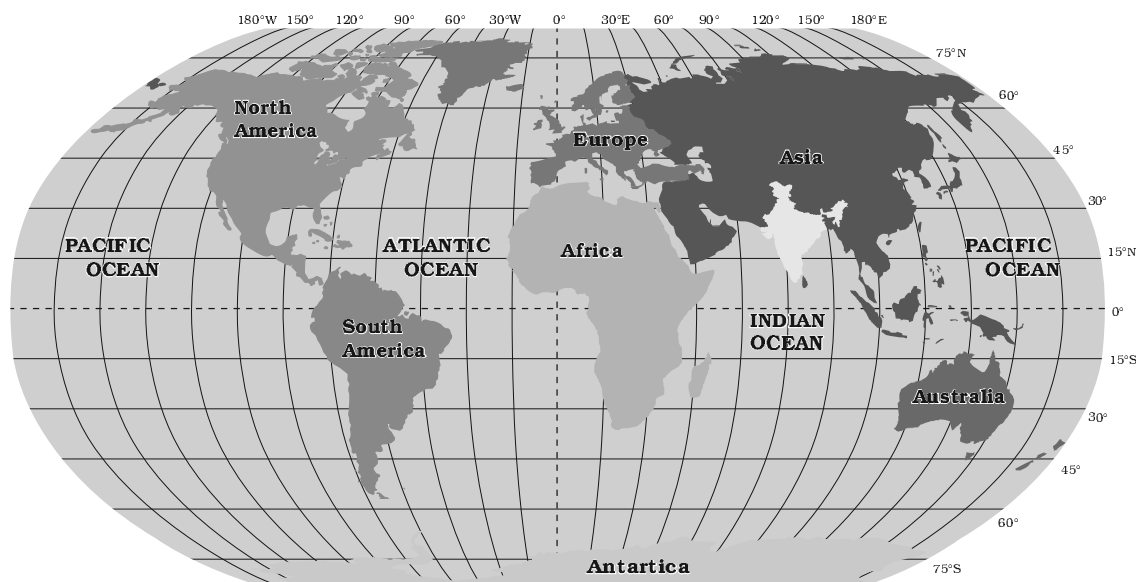 180°W 150° 120° 90° 60° 30°W 0° 30°E 60° 90° 120° 150° 180°E
75°N
60°
North
America
Europe
45°
Asia
30°
PACIFIC
OCEAN
ATLANTIC
OCEAN
Africa
PACIFIC
OCEAN
15°N
0°
South
America
INDIAN
OCEAN
15°S
Australia
30°
45°
60°
Antartica
75°S